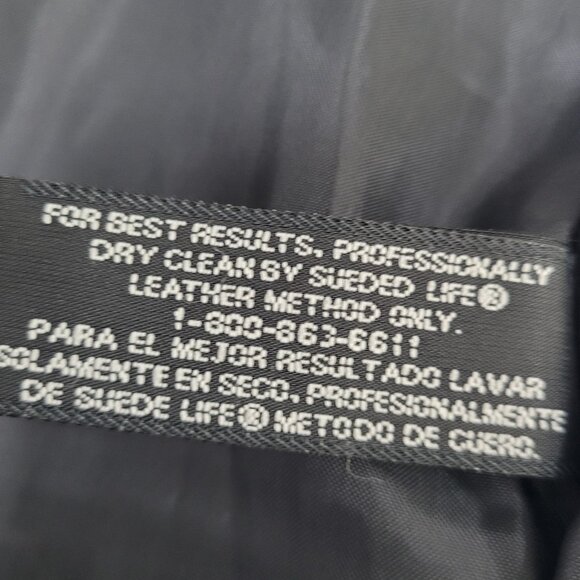 FOR BEST RESULTS, PROFESSIONALLY
DRY CLEAN BY SUEDED LIFE®
LEATHER METHOD ONLY.
1-800-863-6611
PARA EL MEJOR RESULTADO LAVAR
SOLAMENTE EN SECO, PROFESIONALMENTE
DE SUEDE LIFE® METODO DE CUERO.